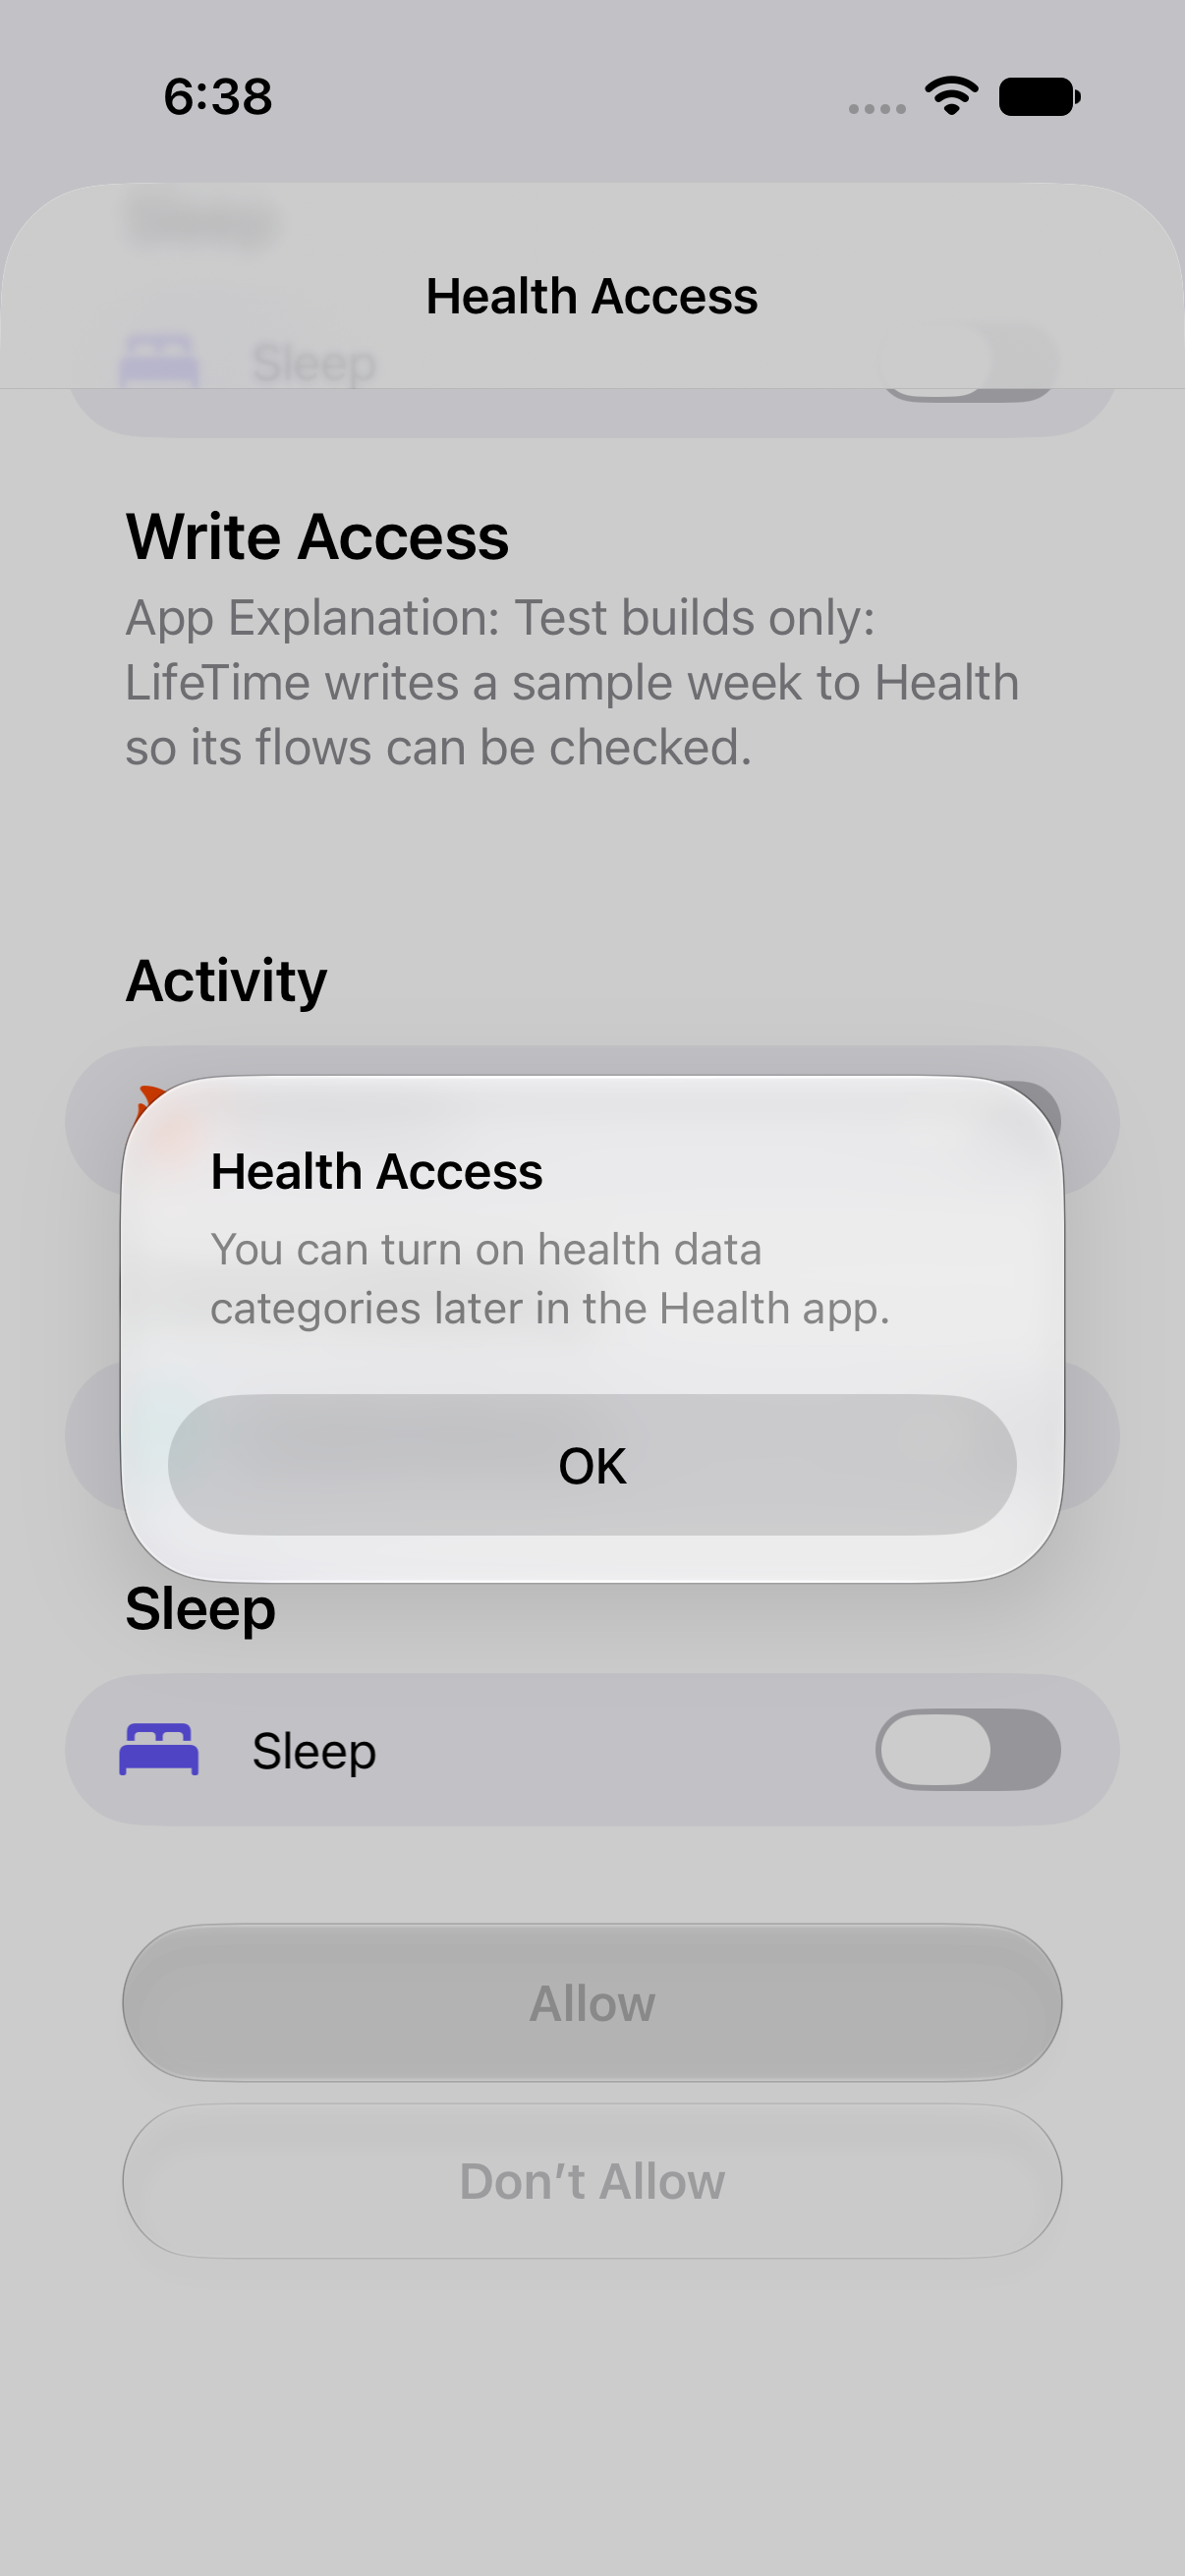 6:38
Sleep
Health Access
Sleep
Write Access
App Explanation: Test builds only:
LifeTime writes a sample week to Health
so its flows can be checked.
Activity
Health Access
You can turn on health data
categories later in the Health app.
OK
Sleep
Sleep
Allow
Don’t Allow